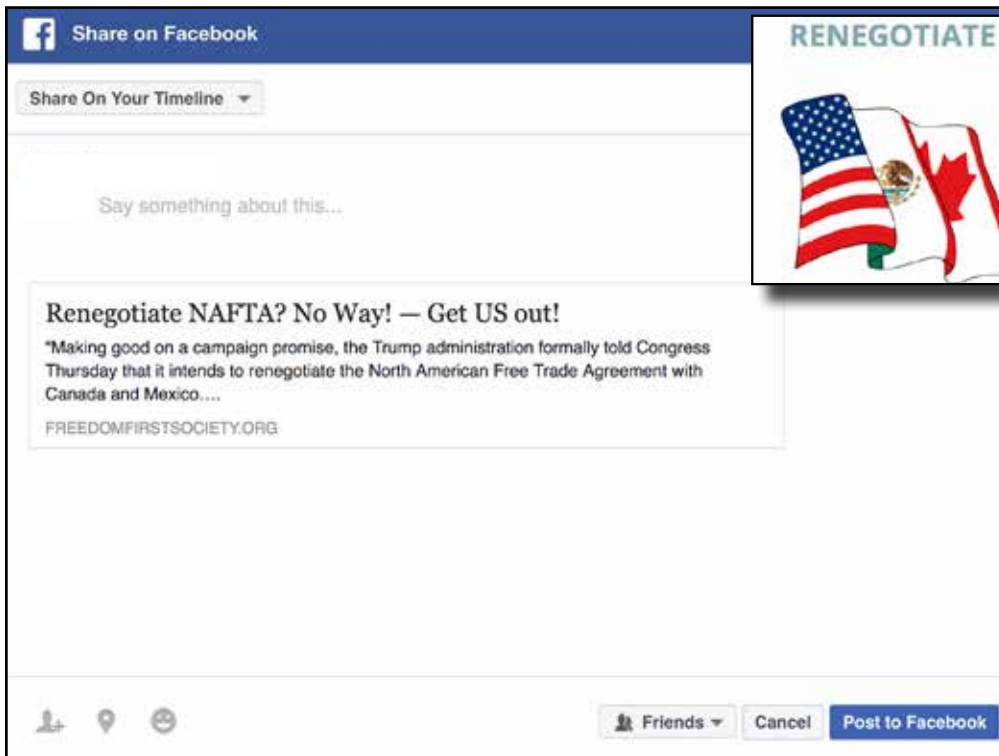 Share on Facebook
RENEGOTIATE
Share On Your Timeline
Say something about this...
Renegotiate NAFTA? No Way! — Get US out!
"Making good on a campaign promise, the Trump administration formally told Congress
Thursday that it intends to renegotiate the North American Free Trade Agreement with
Canada and Mexico....
FREEDOMFIRSTSOCIETY.ORG
Friends
Cancel
Post to Facebook